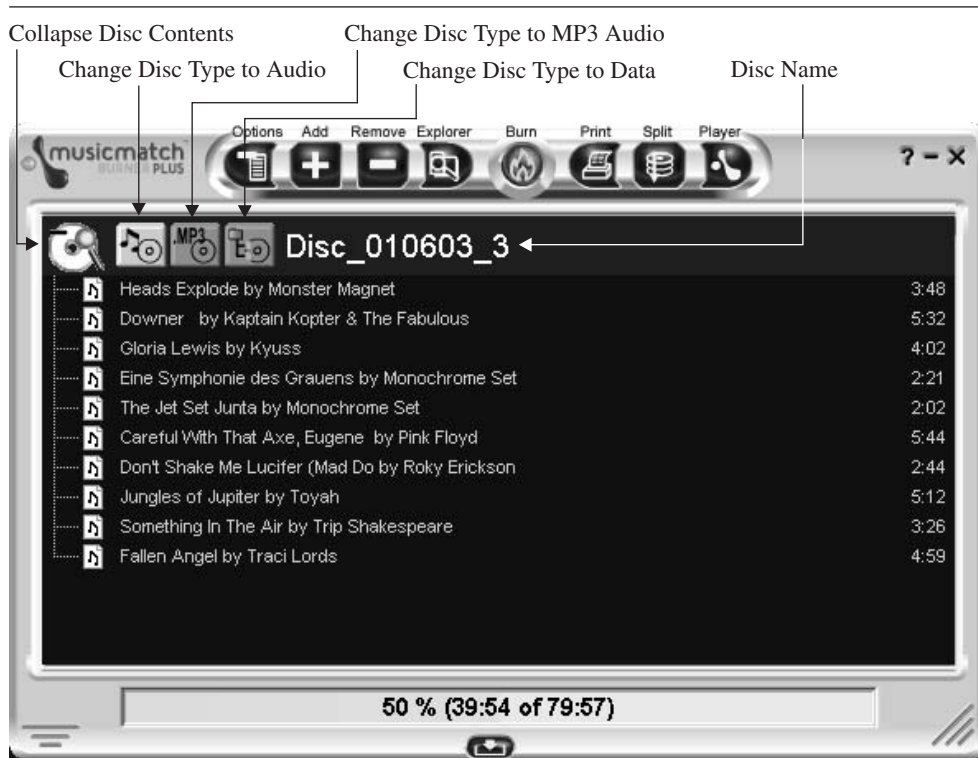 Collapse Disc Contents
Change Disc Type to MP3 Audio
Change Disc Type to Audio
Change Disc Type to Data
Disc Name
Options Add Remove Explorer Burn Print Split Player
musicmatch
BURNER PLUS
? - X
.MP3
Disc_010603_3
Heads Explode by Monster Magnet 3:48
Downer by Kaptain Kopter & The Fabulous 5:32
Gloria Lewis by Kyuss 4:02
Eine Symphonie des Grauens by Monochrome Set 2:21
The Jet Set Junta by Monochrome Set 2:02
Careful With That Axe, Eugene by Pink Floyd 5:44
Don't Shake Me Lucifer (Mad Do by Roky Erickson 2:44
Jungles of Jupiter by Toyah 5:12
Something In The Air by Trip Shakespeare 3:26
Fallen Angel by Traci Lords 4:59
50 % (39:54 of 79:57)